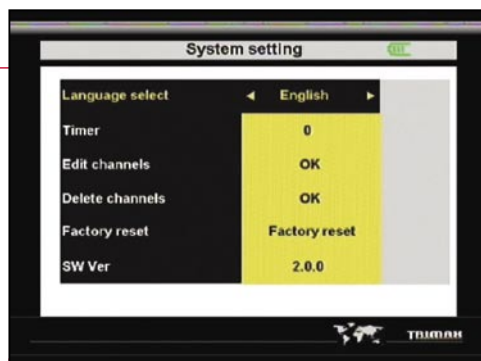 System setting
Language select ◄ English ►
Timer 0
Edit channels OK
Delete channels OK
Factory reset Factory reset
SW Ver 2.0.0
TRIMAX